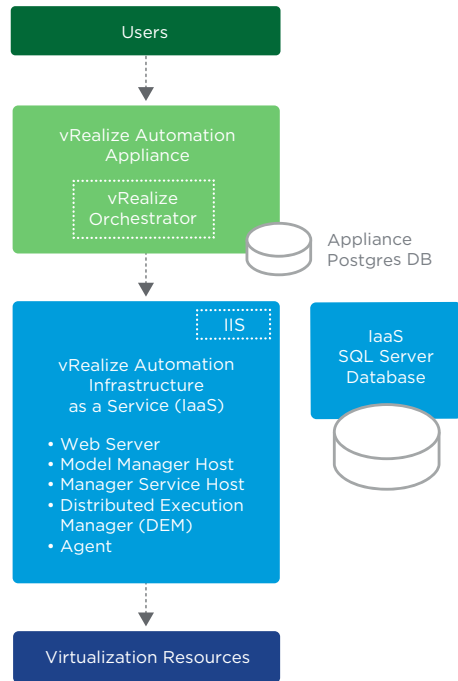 Users
vRealize Automation
Appliance
vRealize
Orchestrator
Appliance
Postgres DB
IIS
vRealize Automation
Infrastructure
as a Service (IaaS)
• Web Server
• Model Manager Host
• Manager Service Host
• Distributed Execution
Manager (DEM)
• Agent
IaaS
SQL Server
Database
Virtualization Resources